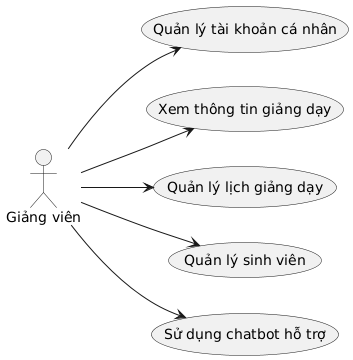 Quản lý tài khoản cá nhân
Xem thông tin giảng dạy
Quản lý lịch giảng dạy
Giảng viên
Quản lý sinh viên
Sử dụng chatbot hỗ trợ